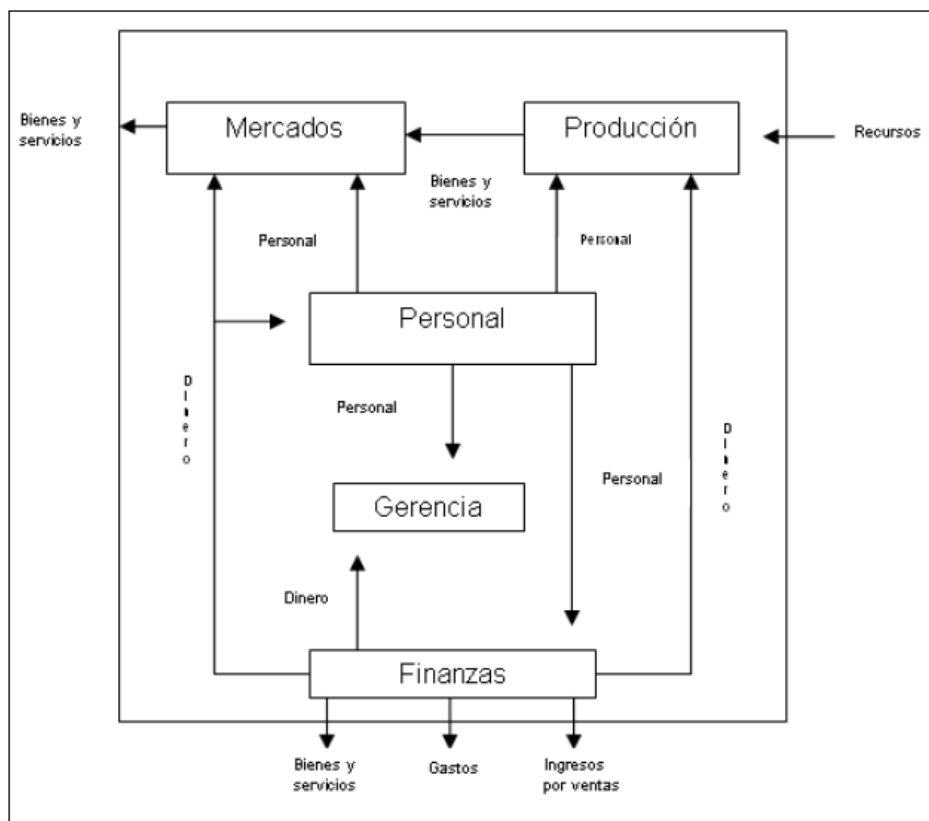 Mercados
Producción
Bienes y
servicios
Recursos
Bienes y
servicios
Personal
Personal
Personal
Dinero
Personal
Dinero
Personal
Gerencia
Dinero
Finanzas
Bienes y
servicios
Gastos
Ingresos
por ventas